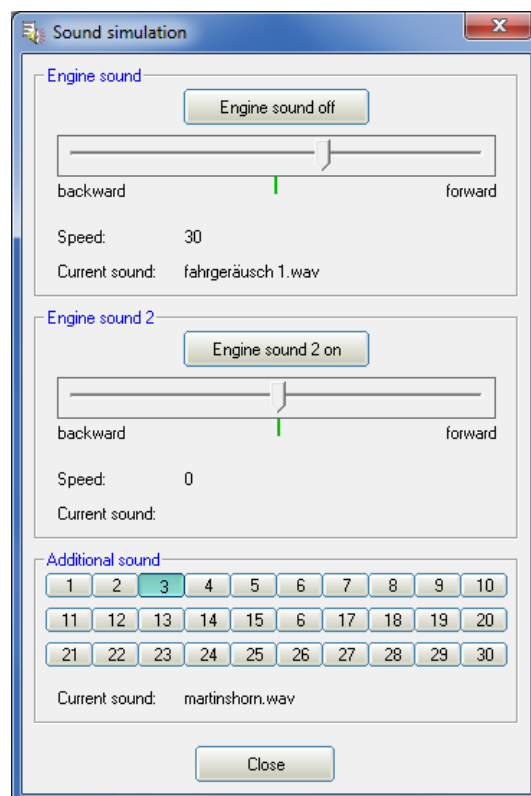 Sound simulation
Engine sound
Engine sound off
backward forward
Speed: 30
Current sound: fahrgeräusch 1.wav
Engine sound 2
Engine sound 2 on
backward forward
Speed: 0
Current sound:
Additional sound
1 2 3 4 5 6 7 8 9 10
11 12 13 14 15 6 17 18 19 20
21 22 23 24 25 26 27 28 29 30
Current sound: martinshorn.wav
Close